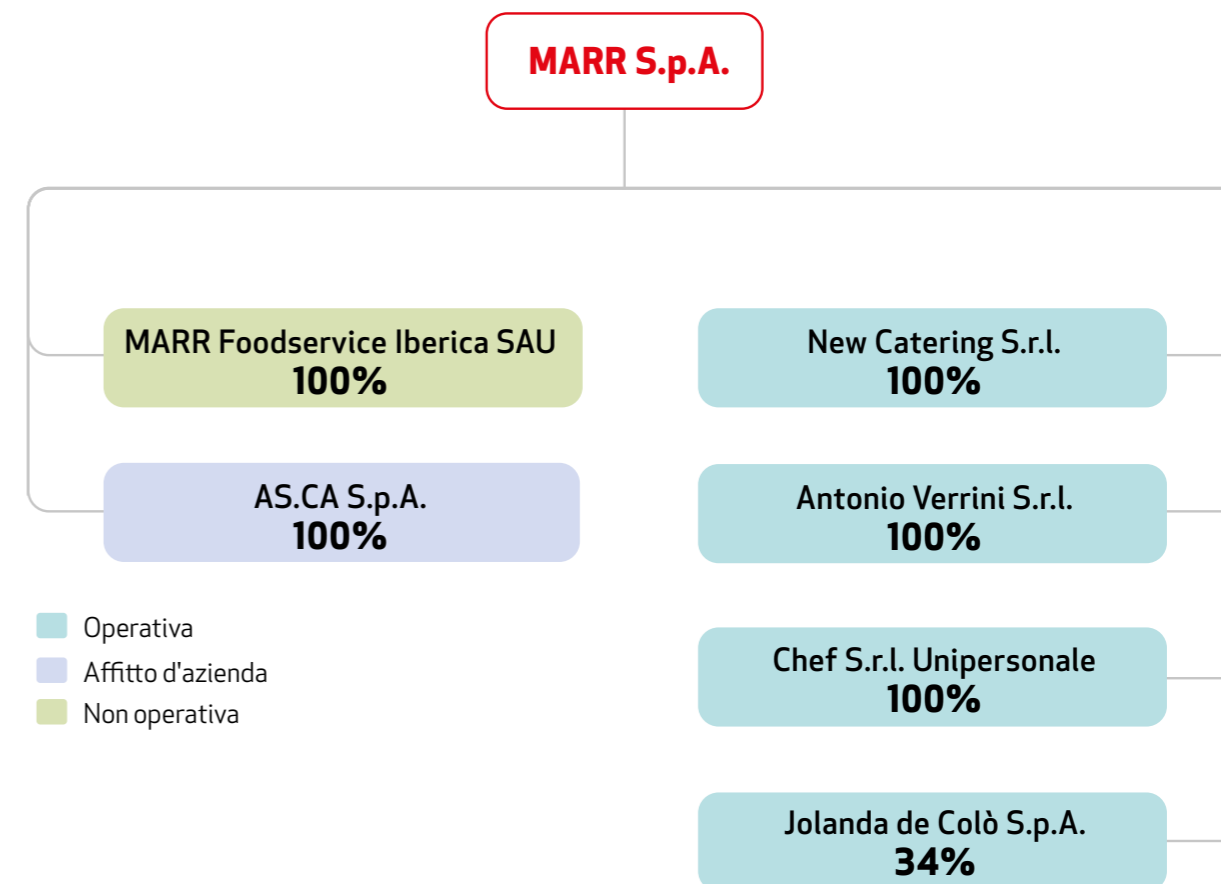 MARR S.p.A.
MARR Foodservice Iberica SAU
100%
New Catering S.r.l.
100%
AS.CA S.p.A.
100%
Antonio Verrini S.r.l.
100%
Operativa
Affitto d'azienda
Non operativa
Chef S.r.l. Unipersonale
100%
Jolanda de Colò S.p.A.
34%